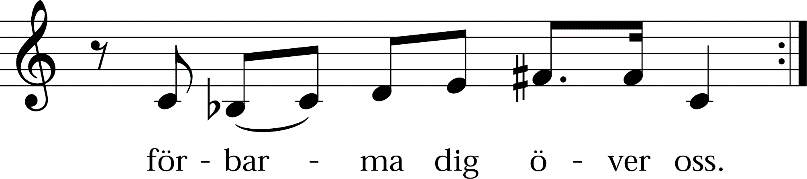 för - bar - ma dig ö - ver oss.